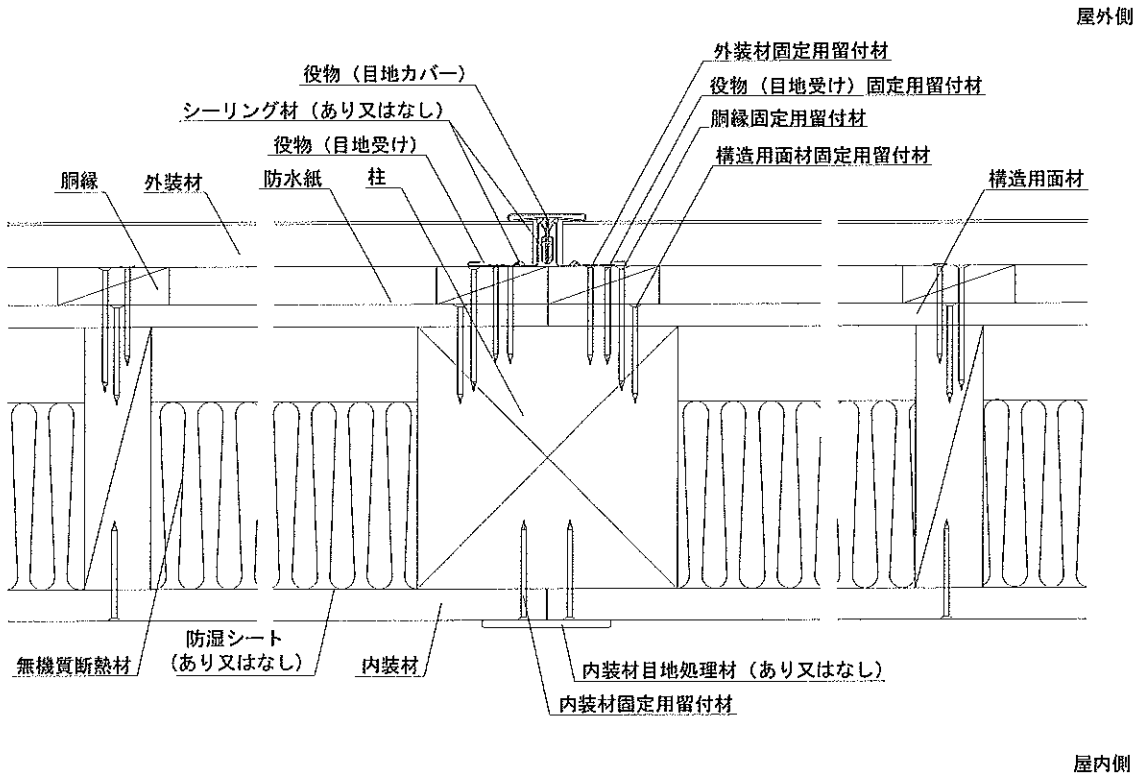 屋外側
外装材固定用留付材
役物（目地カバー）
役物（目地受け）固定用留付材
シーリング材（あり又はなし）
胴縁固定用留付材
役物（目地受け）
構造用面材固定用留付材
胴縁
外装材
防水紙
柱
構造用面材
防湿シート
（あり又はなし）
無機質断熱材
内装材
内装材目地処理材（あり又はなし）
内装材固定用留付材
屋内側